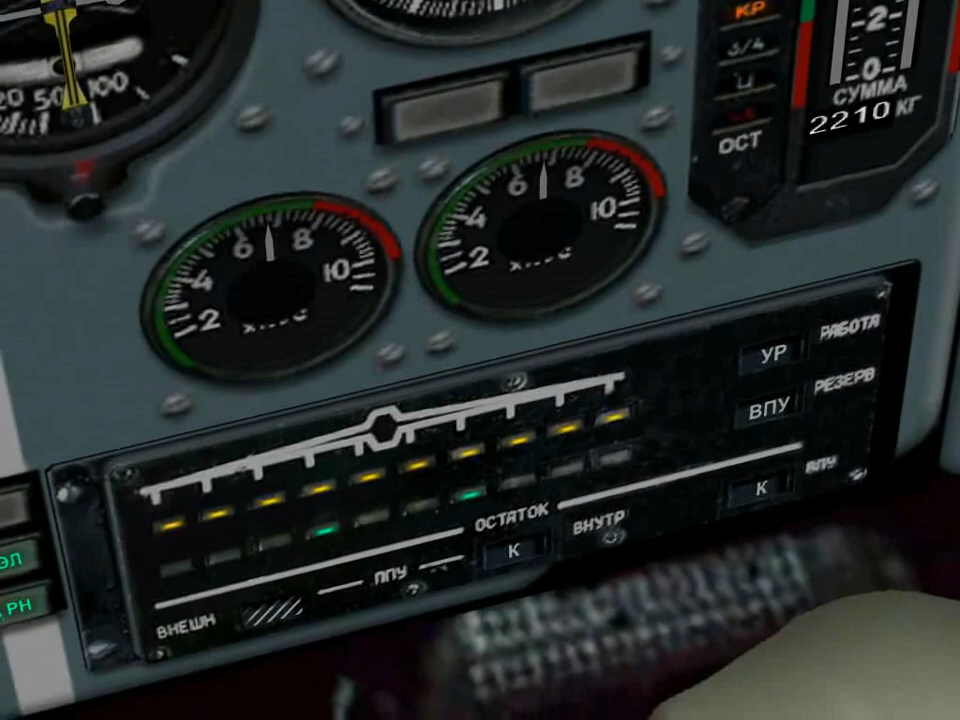 20 50 100
КР
3/4
Ц
ОСТ
2
0
СУММА
2210 КГ
2 4 6 8 10
2 4 6 8 10
УР
РАБОТА
ВПУ
РЕЗЕРВ
К
ВПУ
ОСТАТОК
К
ВНУТР
ППУ
ВНЕШН
ЭЛ
РН